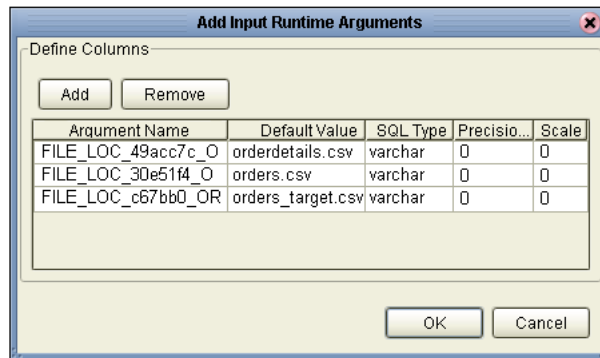 Add Input Runtime Arguments
Define Columns
Add Remove
Argument Name Default Value SQL Type Precisio... Scale
FILE_LOC_49acc7c_O orderdetails.csv varchar 0 0
FILE_LOC_30e51f4_O orders.csv varchar 0 0
FILE_LOC_c67bb0_OR orders_target.csv varchar 0 0
OK Cancel